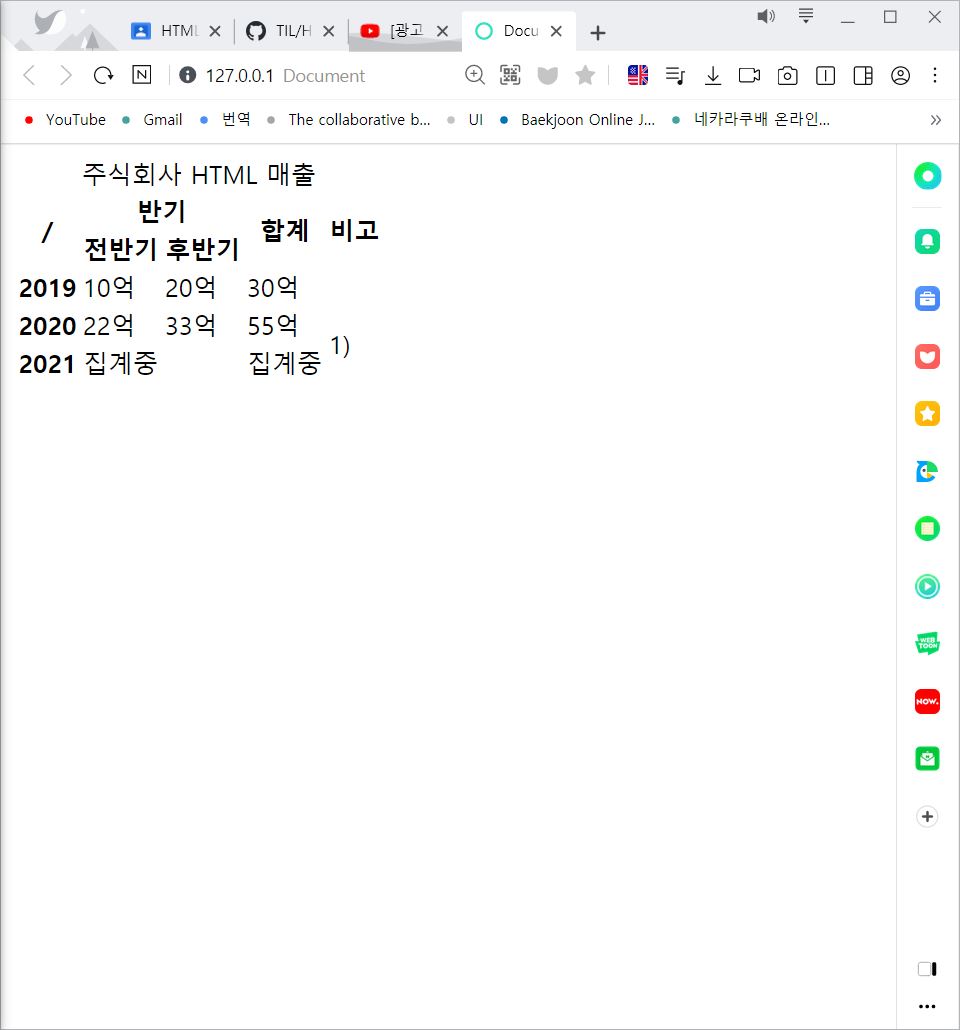 HTML
TIL/H
[광고
Docu
N
127.0.0.1 Document
YouTube Gmail 번역 The collaborative b... UI Baekjoon Online J... 네카라쿠배 온라인...
주식회사 HTML 매출
/ 반기 합계 비고
전반기 후반기
2019 10억 20억 30억
2020 22억 33억 55억
1)
2021 집계중 집계중
WEB
TOON
NOW.